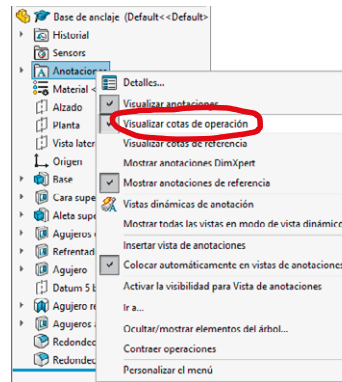 Base de anclaje (Default<<Default>
Historial
Sensors
Anotaciones
Material <
Alzado
Planta
Vista later
Origen
Base
Cara supe
Aleta supe
Agujeros
Refrentad
Agujero
Datum 5 b
Agujero re
Agujeros
Redondec
Redondec
Detalles...
Visualizar anotaciones
Visualizar cotas de operación
Visualizar cotas de referencia
Mostrar anotaciones DimXpert
Mostrar anotaciones de referencia
Vistas dinámicas de anotación
Mostrar todas las vistas en modo de vista dinámico
Insertar vista de anotaciones
Colocar automáticamente en vistas de anotaciones
Activar la visibilidad para Vista de anotaciones
Ir a...
Ocultar/mostrar elementos del árbol...
Contraer operaciones
Personalizar el menú